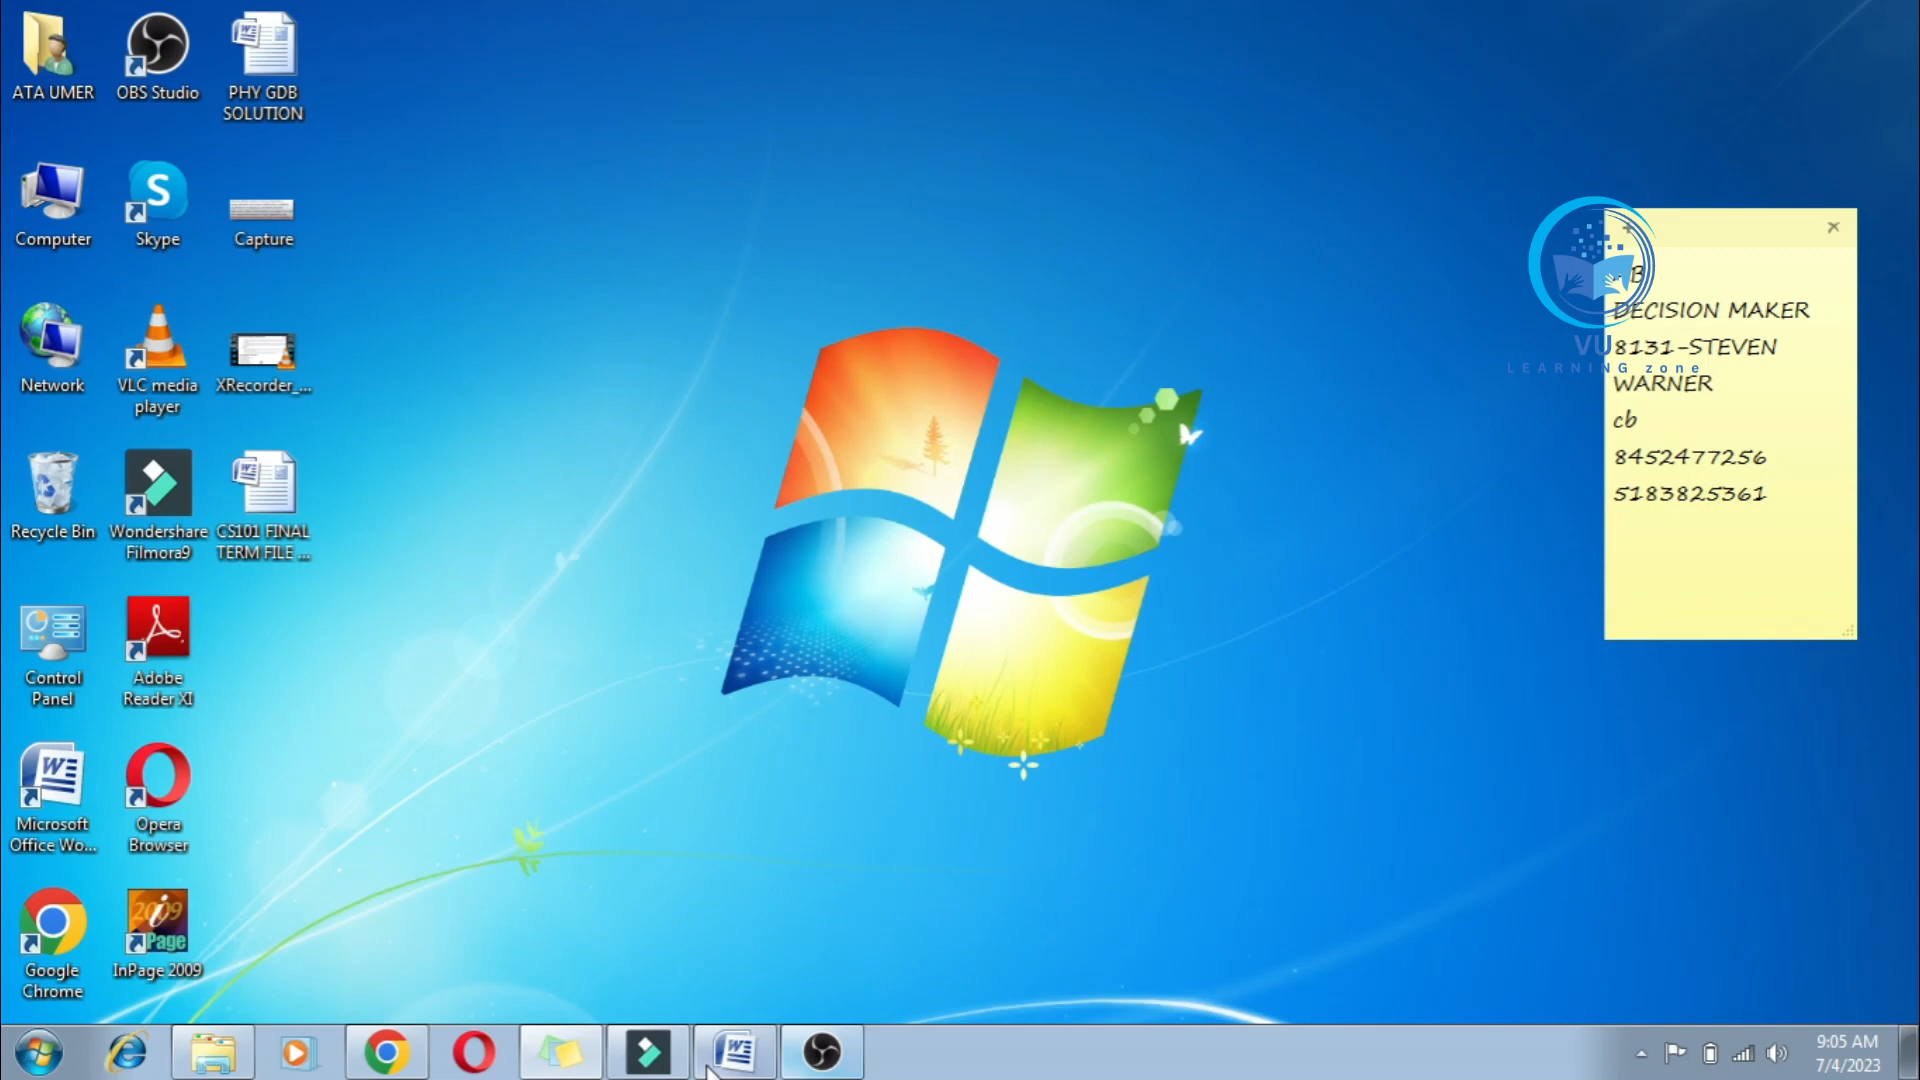 ATA UMER
OBS Studio
PHY GDB
SOLUTION
Computer
Skype
Capture
Network
VLC media
player
XRecorder_...
Recycle Bin
Wondershare
Filmora9
CS101 FINAL
TERM FILE ...
Control
Panel
Adobe
Reader XI
Microsoft
Office Wo...
Opera
Browser
Google
Chrome
2009
Page
InPage 2009
DECISION MAKER
8131-STEVEN
WARNER
cb
8452477256
5183825361
VU
LEARNING zone
9:05 AM
7/4/2023